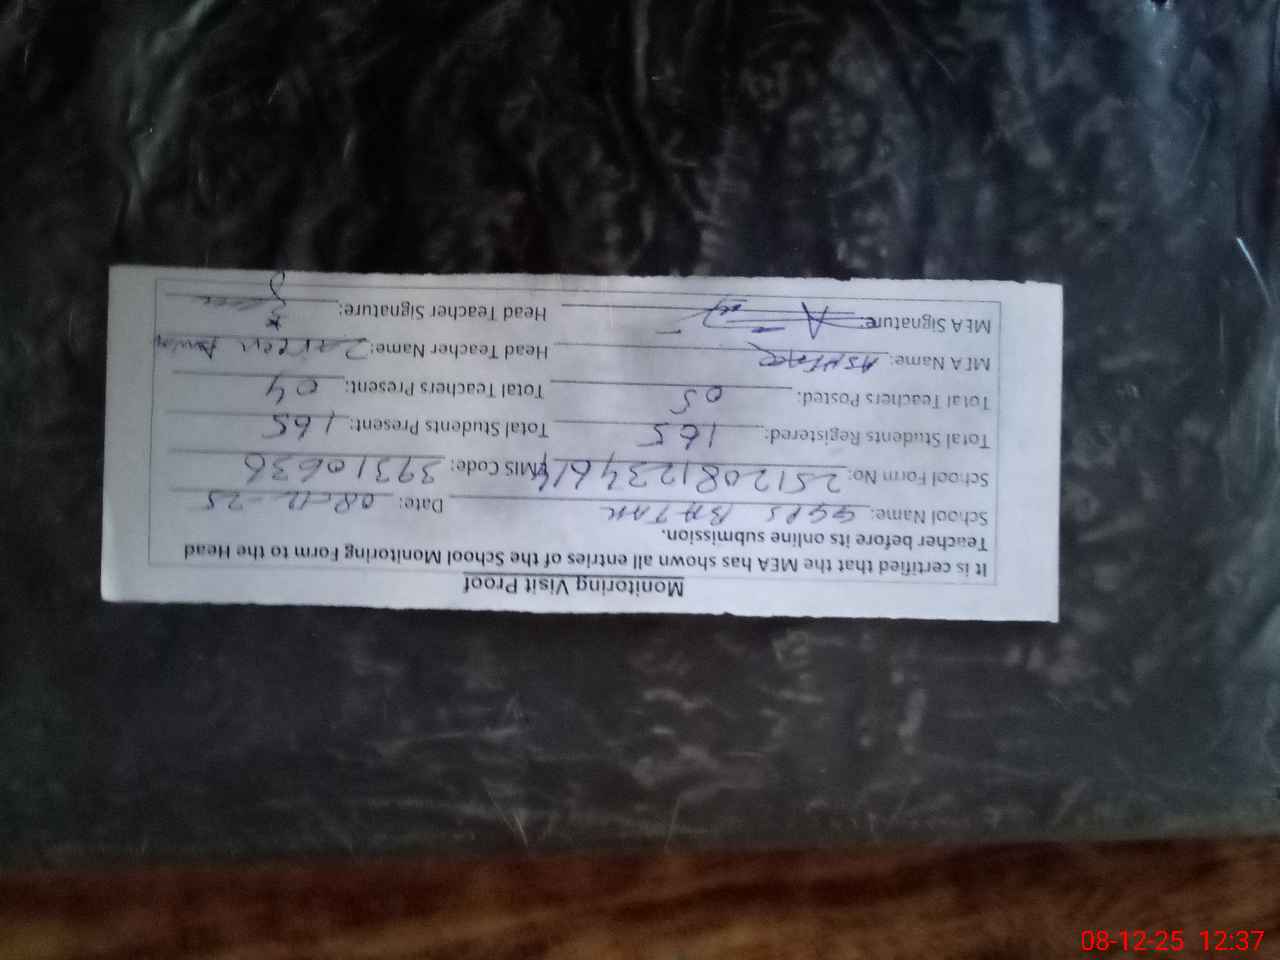 Monitoring Visit Proof
It is certified that the MEA has shown all entries of the School Monitoring Form to the Head
Teacher before its online submission.
School Name: GGPS Date: 08-12-25
School Form No: 2512081234614 EMIS Code: 39310636
Total Students Registered: 165 Total Students Present: 165
Total Teachers Posted: 05 Total Teachers Present: 04
MEA Name: Head Teacher Name: Zareen
MEA Signature: Head Teacher Signature:
08-12-25 12:37